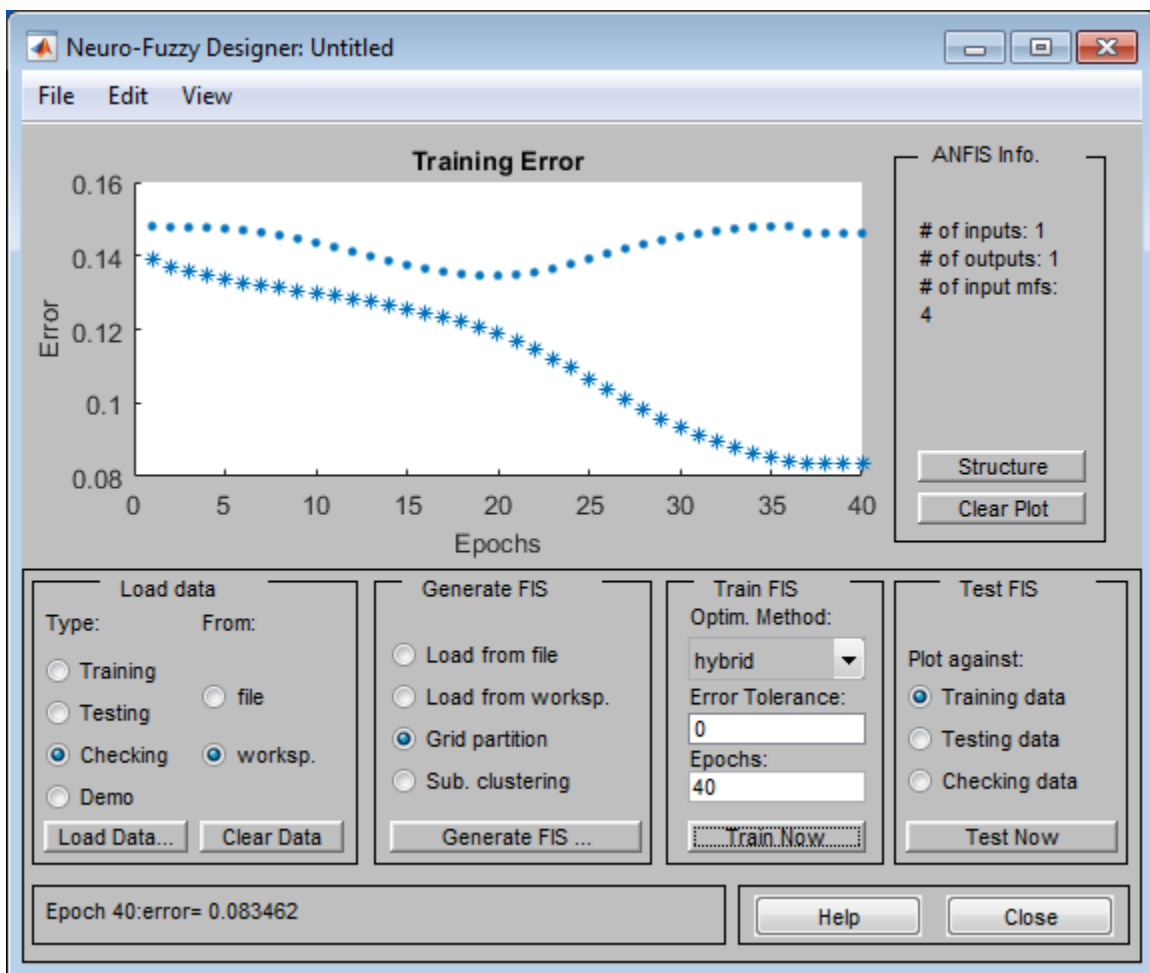 Neuro-Fuzzy Designer: Untitled
File Edit View
Training Error
0.16
0.14
0.12
0.1
0.08
Error
0 5 10 15 20 25 30 35 40
Epochs
ANFIS Info.
# of inputs: 1
# of outputs: 1
# of input mfs:
4
Structure
Clear Plot
Load data
Type: From:
Training
file
Testing
Checking
worksp.
Demo
Load Data... Clear Data
Generate FIS
Load from file
Load from worksp.
Grid partition
Sub. clustering
Generate FIS ...
Train FIS
Optim. Method:
hybrid
Error Tolerance:
0
Epochs:
40
Train Now
Test FIS
Plot against:
Training data
Testing data
Checking data
Test Now
Epoch 40:error= 0.083462
Help Close